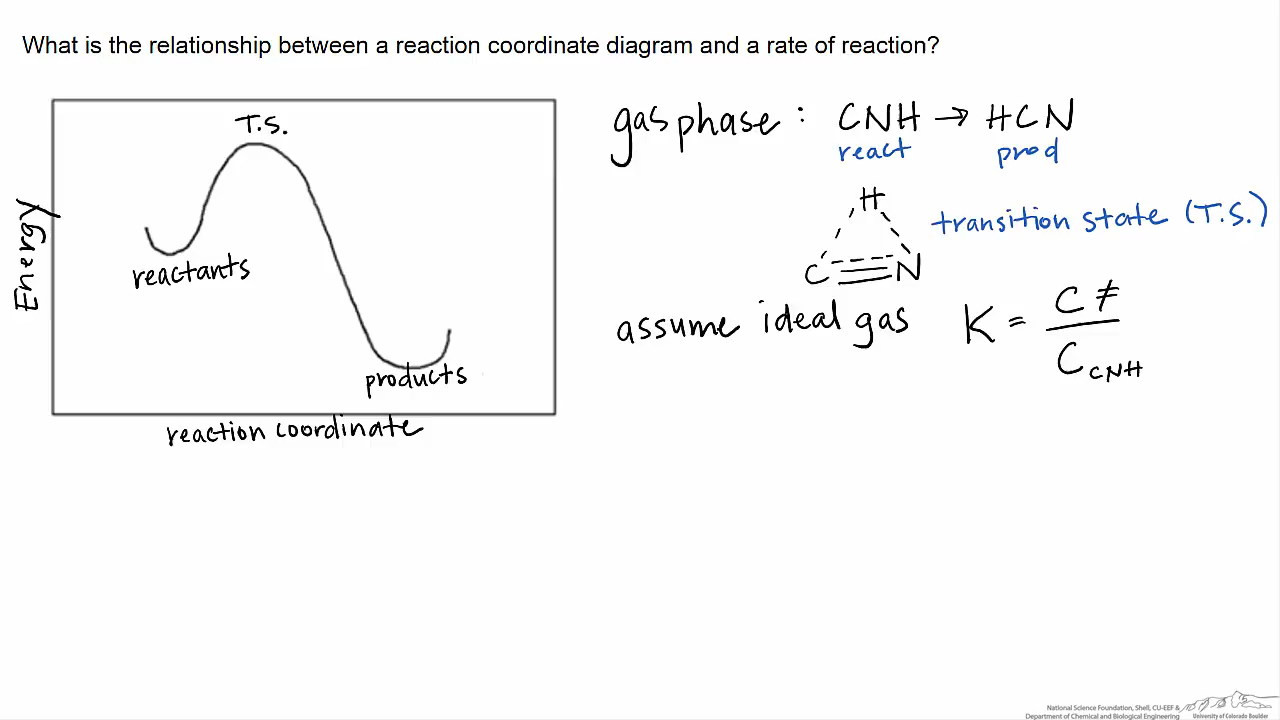 What is the relationship between a reaction coordinate diagram and a rate of reaction?
T.S.
Energy
reactants
products
reaction coordinate
gas phase : CNH → HCN
react prod
H
C N
transition state (T.S.)
assume ideal gas K = C≠ / C_CNH
National Science Foundation, Shell, CU-EEF &
Department of Chemical and Biological Engineering
University of Colorado Boulder